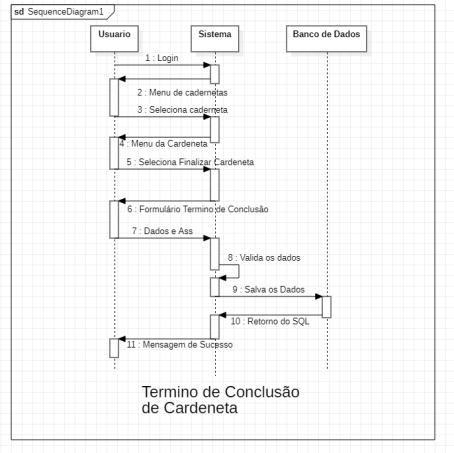 sd SequenceDiagram1
Usuario
Sistema
Banco de Dados
1 : Login
2 : Menu de cadernetas
3 : Seleciona caderneta
4 : Menu da Cardeneta
5 : Seleciona Finalizar Cardeneta
6 : Formulário Termino de Conclusão
7 : Dados e Ass
8 : Valida os dados
9 : Salva os Dados
10 : Retorno do SQL
11 : Mensagem de Sucesso
Termino de Conclusão
de Cardeneta